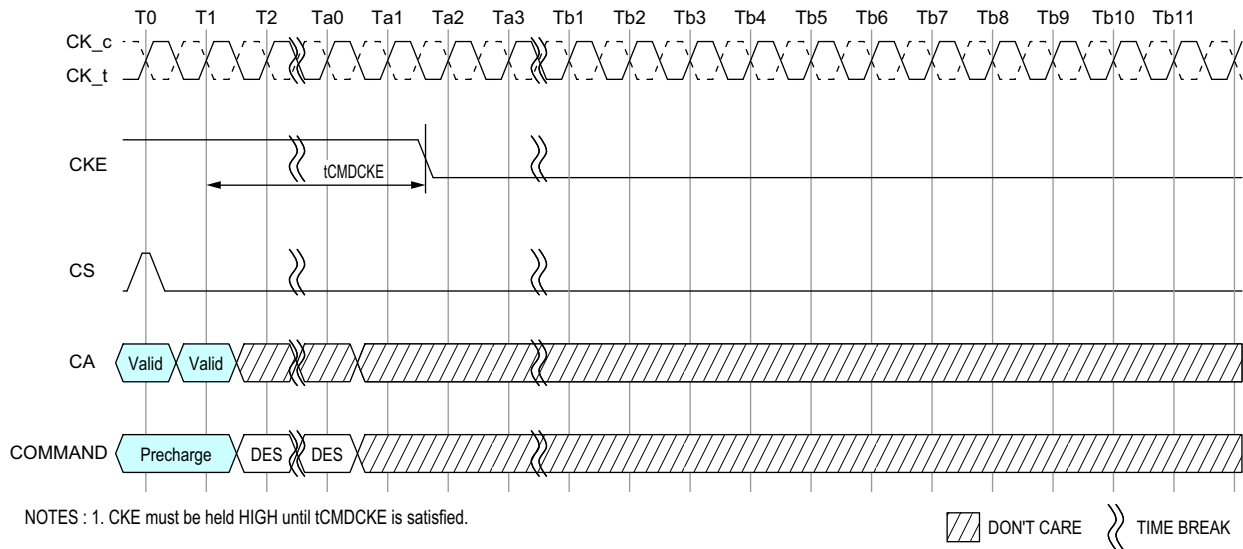 T0 T1 T2 Ta0 Ta1 Ta2 Ta3 Tb1 Tb2 Tb3 Tb4 Tb5 Tb6 Tb7 Tb8 Tb9 Tb10 Tb11
CK_c
CK_t
CKE
tCMDCKE
CS
CA Valid Valid
COMMAND Precharge DES DES
NOTES : 1. CKE must be held HIGH until tCMDCKE is satisfied.
DON'T CARE TIME BREAK